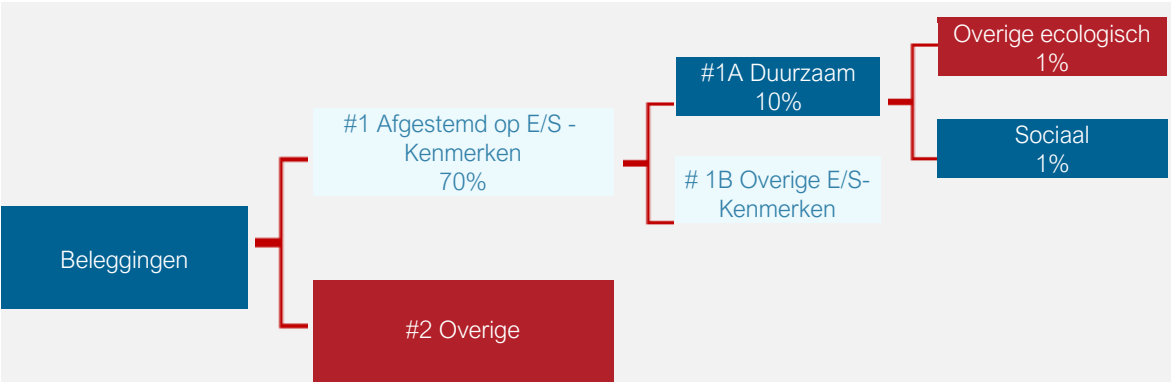 Beleggingen
#1 Afgestemd op E/S -
Kenmerken
70%
#2 Overige
#1A Duurzaam
10%
# 1B Overige E/S-
Kenmerken
Overige ecologisch
1%
Sociaal
1%